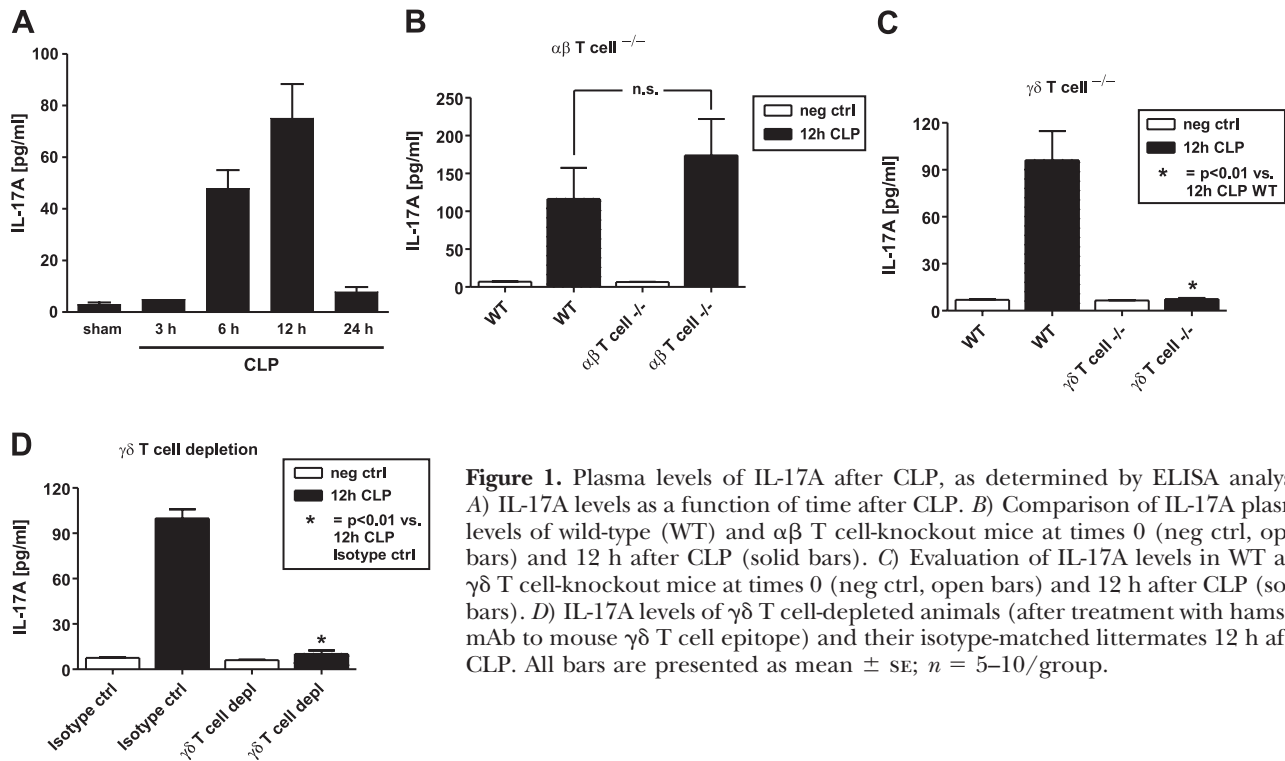 A
IL-17A [pg/ml]
100
80
60
40
20
0
sham 3 h 6 h 12 h 24 h
CLP
B
αβ T cell −/−
n.s.
neg ctrl
12h CLP
IL-17A [pg/ml]
250
200
150
100
50
0
WT WT αβ T cell -/- αβ T cell -/-
C
γδ T cell −/−
neg ctrl
12h CLP
* = p<0.01 vs.
12h CLP WT
IL-17A [pg/ml]
120
90
60
30
0
*
WT WT γδ T cell -/- γδ T cell -/-
D
γδ T cell depletion
neg ctrl
12h CLP
* = p<0.01 vs.
12h CLP
Isotype ctrl
IL-17A [pg/ml]
120
90
60
30
0
*
Isotype ctrl Isotype ctrl γδ T cell depl γδ T cell depl
Figure 1. Plasma levels of IL-17A after CLP, as determined by ELISA analys
A) IL-17A levels as a function of time after CLP. B) Comparison of IL-17A plasm
levels of wild-type (WT) and αβ T cell-knockout mice at times 0 (neg ctrl, op
bars) and 12 h after CLP (solid bars). C) Evaluation of IL-17A levels in WT a
γδ T cell-knockout mice at times 0 (neg ctrl, open bars) and 12 h after CLP (so
bars). D) IL-17A levels of γδ T cell-depleted animals (after treatment with hams
mAb to mouse γδ T cell epitope) and their isotype-matched littermates 12 h af
CLP. All bars are presented as mean ± SE; n = 5–10/group.